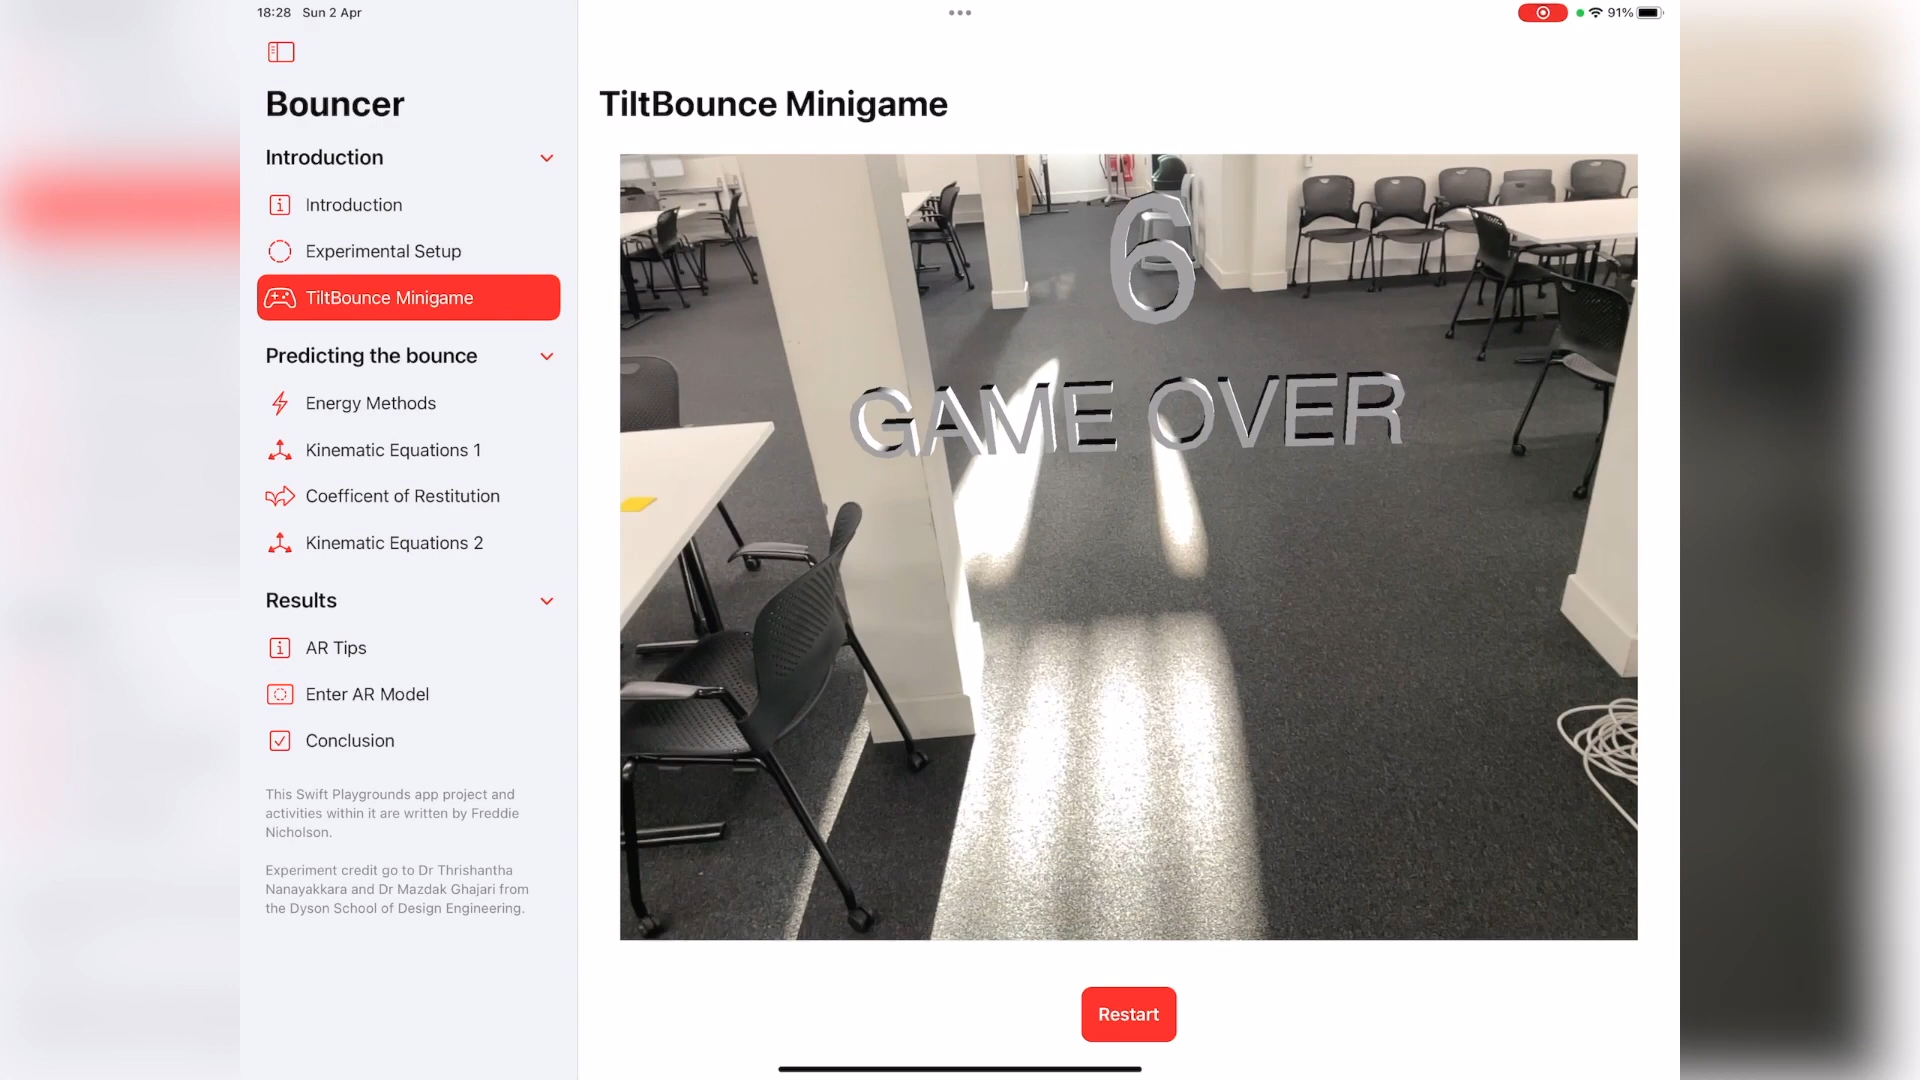 18:28 Sun 2 Apr
91%
Bouncer
Introduction
Introduction
Experimental Setup
TiltBounce Minigame
Predicting the bounce
Energy Methods
Kinematic Equations 1
Coefficent of Restitution
Kinematic Equations 2
Results
AR Tips
Enter AR Model
Conclusion
This Swift Playgrounds app project and
activities within it are written by Freddie
Nicholson.
Experiment credit go to Dr Thrishantha
Nanayakkara and Dr Mazdak Ghajari from
the Dyson School of Design Engineering.
TiltBounce Minigame
6
GAME OVER
Restart